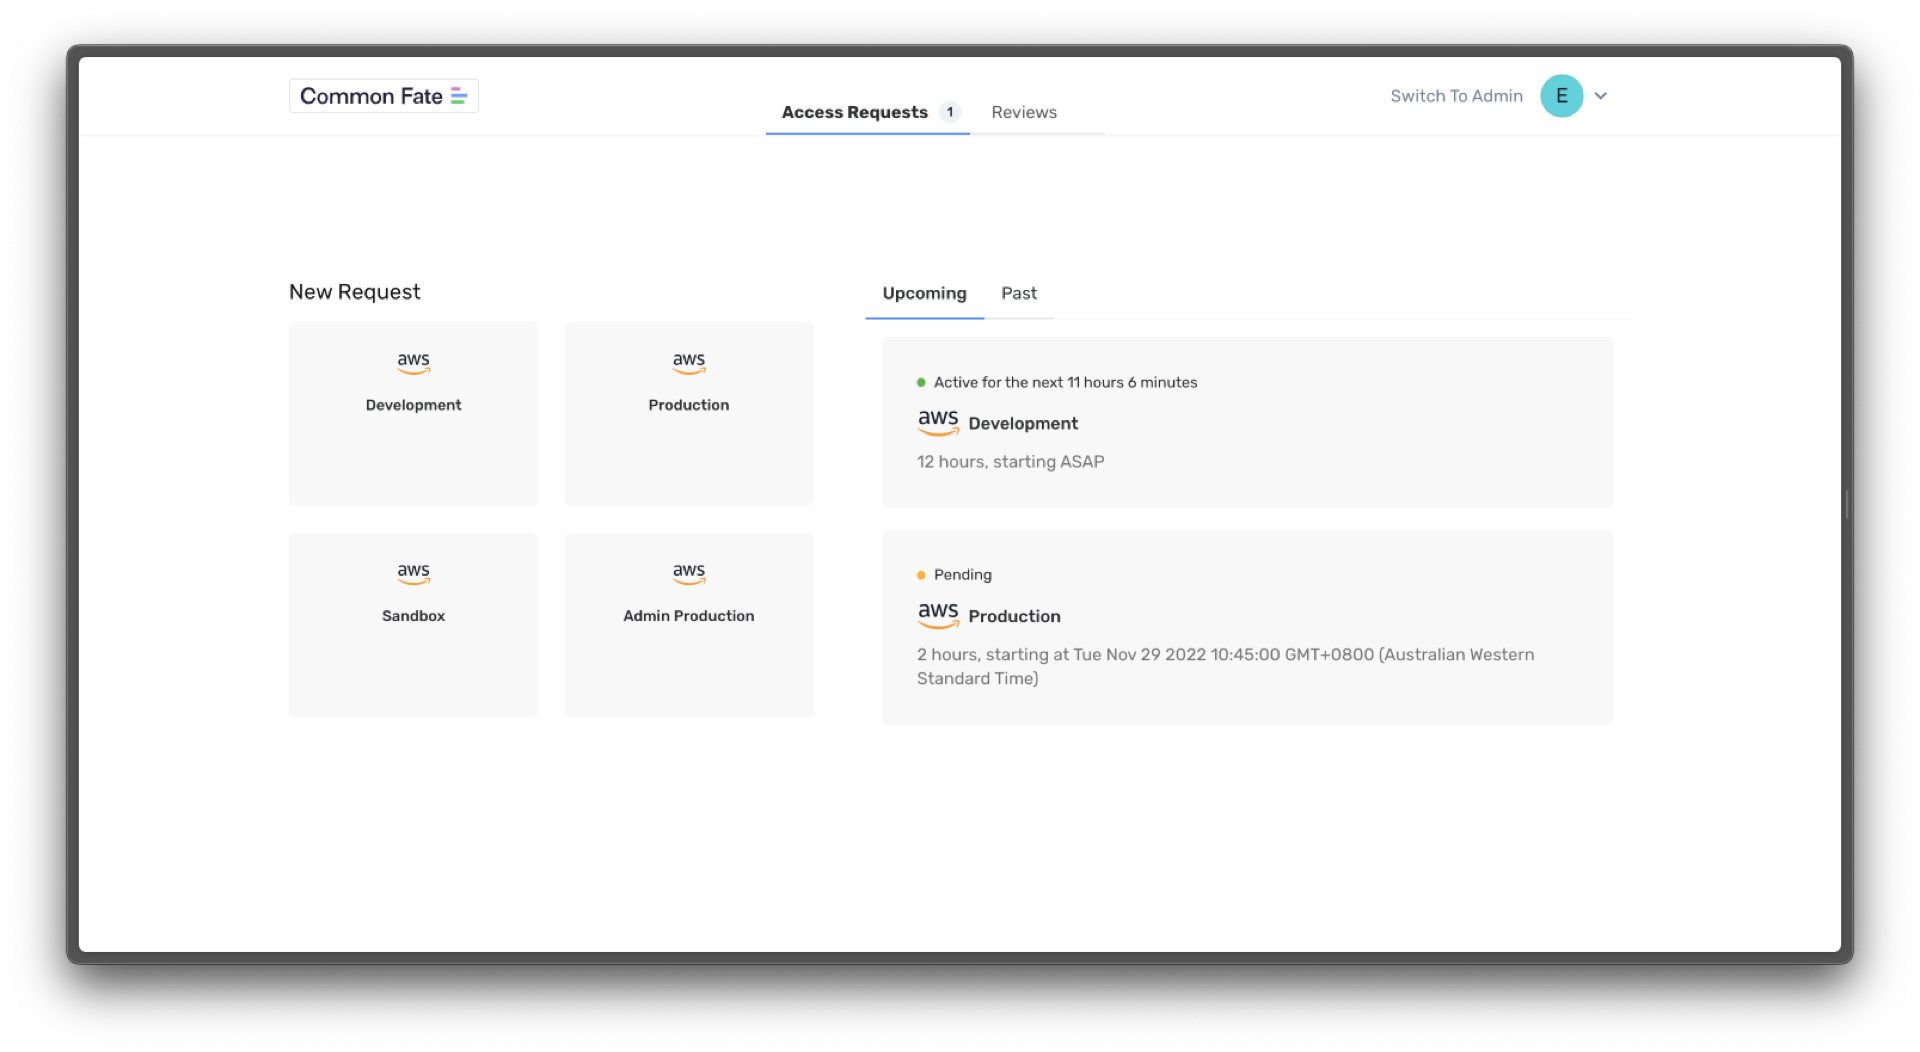 Common Fate
Access Requests 1
Reviews
Switch To Admin
E
New Request
aws
Development
aws
Production
aws
Sandbox
aws
Admin Production
Upcoming
Past
Active for the next 11 hours 6 minutes
aws Development
12 hours, starting ASAP
Pending
aws Production
2 hours, starting at Tue Nov 29 2022 10:45:00 GMT+0800 (Australian Western
Standard Time)